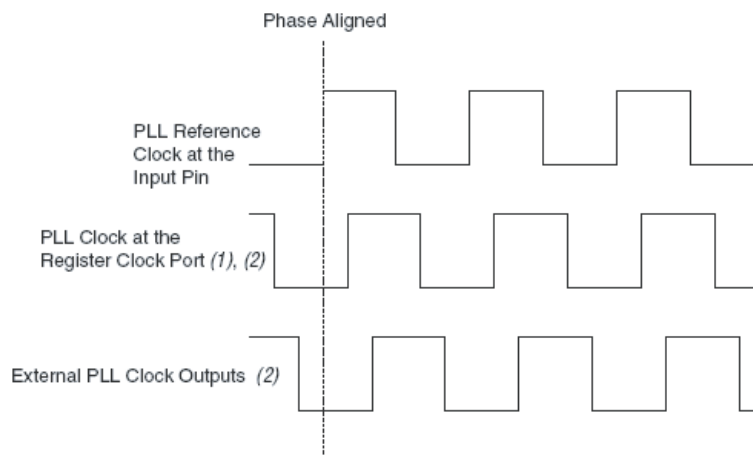 Phase Aligned
PLL Reference
Clock at the
Input Pin
PLL Clock at the
Register Clock Port (1), (2)
External PLL Clock Outputs (2)